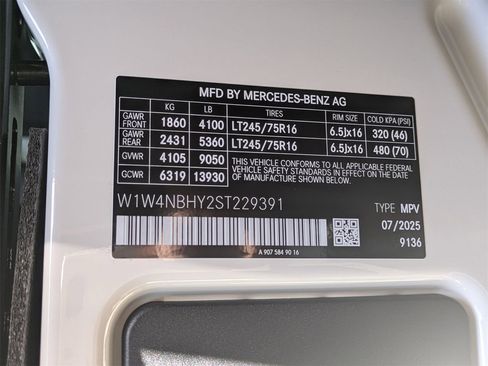 MFD BY MERCEDES-BENZ AG
KG LB TIRES RIM SIZE COLD KPA (PSI)
GAWR FRONT 1860 4100 LT245/75R16 6.5Jx16 320 (46)
GAWR REAR 2431 5360 LT245/75R16 6.5Jx16 480 (70)
GVWR 4105 9050 THIS VEHICLE CONFORMS TO ALL APPLICABLE FEDERAL
GCWR 6319 13930 VEHICLE SAFETY STANDARDS IN EFFECT ON THE DATE
OF MANUFACTURE SHOWN ABOVE.
W1W4NBHY2ST229391 TYPE MPV
07/2025
9136
A 907 584 90 16